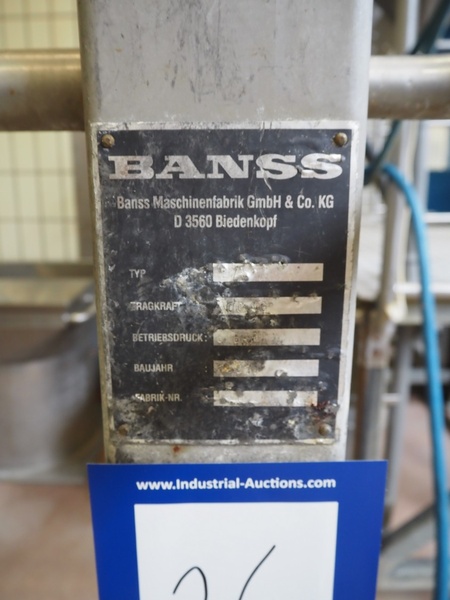 BANSS
Banss Maschinenfabrik GmbH & Co. KG
D 3560 Biedenkopf
TYP
TRAGKRAFT
BETRIEBSDRUCK:
BAUJAHR
FABRIK-NR.
www.Industrial-Auctions.com